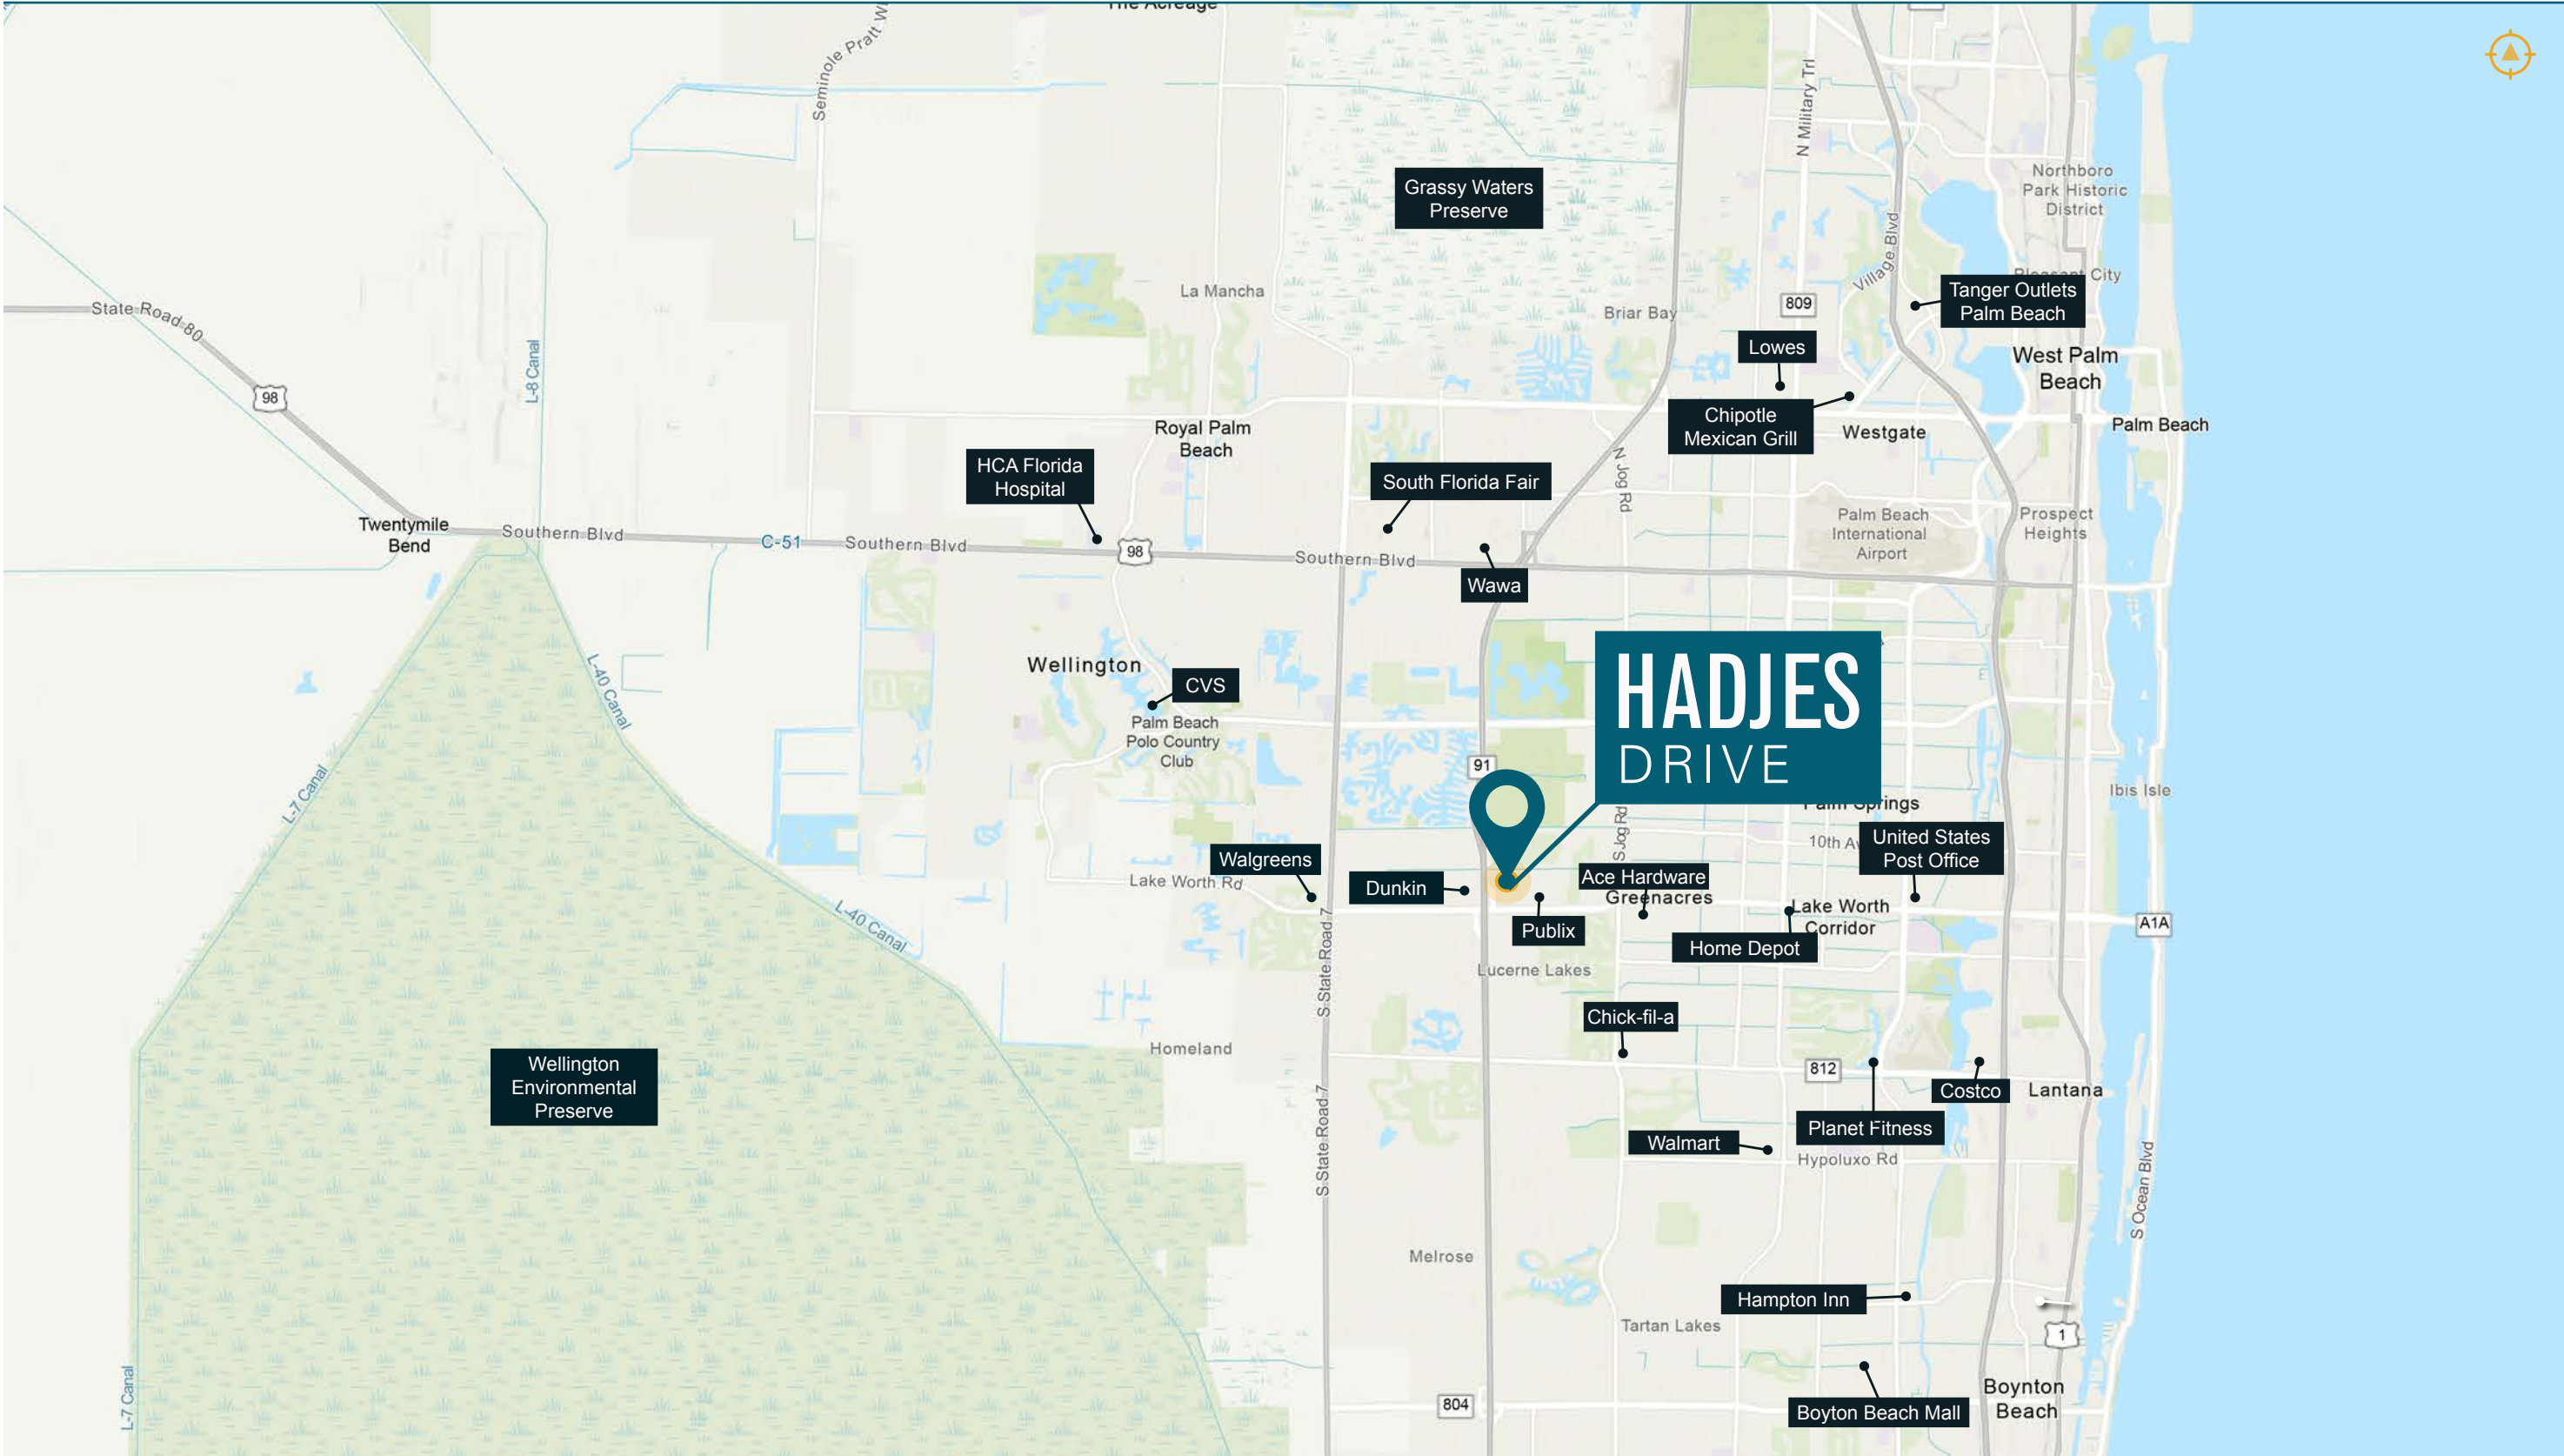 The Acreage
Seminole Pratt W
N Military Trl
Grassy Waters
Preserve
Northboro
Park Historic
District
Village Blvd
La Mancha
Pleasant City
Tanger Outlets
Palm Beach
809
Briar Bay
State Road 80
Lowes
West Palm
Beach
L-8 Canal
98
Chipotle
Mexican Grill
Westgate
Palm Beach
Royal Palm
Beach
HCA Florida
Hospital
South Florida Fair
N Jog Rd
Palm Beach
International
Airport
Prospect
Heights
Twentymile
Bend
Southern Blvd
C-51
Southern Blvd
98
Southern Blvd
Wawa
Wellington
CVS
L-40 Canal
Palm Beach
Polo Country
Club
HADJES
DRIVE
91
L-7 Canal
Ibis Isle
Palm Springs
10th Av
United States
Post Office
S Jog Rd
Walgreens
Lake Worth Rd
Dunkin
Ace Hardware
Greenacres
Publix
Lake Worth
Corridor
Home Depot
A1A
L-40 Canal
S State Road 7
Lucerne Lakes
Chick-fil-a
Homeland
Wellington
Environmental
Preserve
812
Costco
Lantana
Planet Fitness
Walmart
Hypoluxo Rd
S State Road 7
S Ocean Blvd
Melrose
Hampton Inn
Tartan Lakes
1
L-7 Canal
804
Boyton Beach Mall
Boynton
Beach